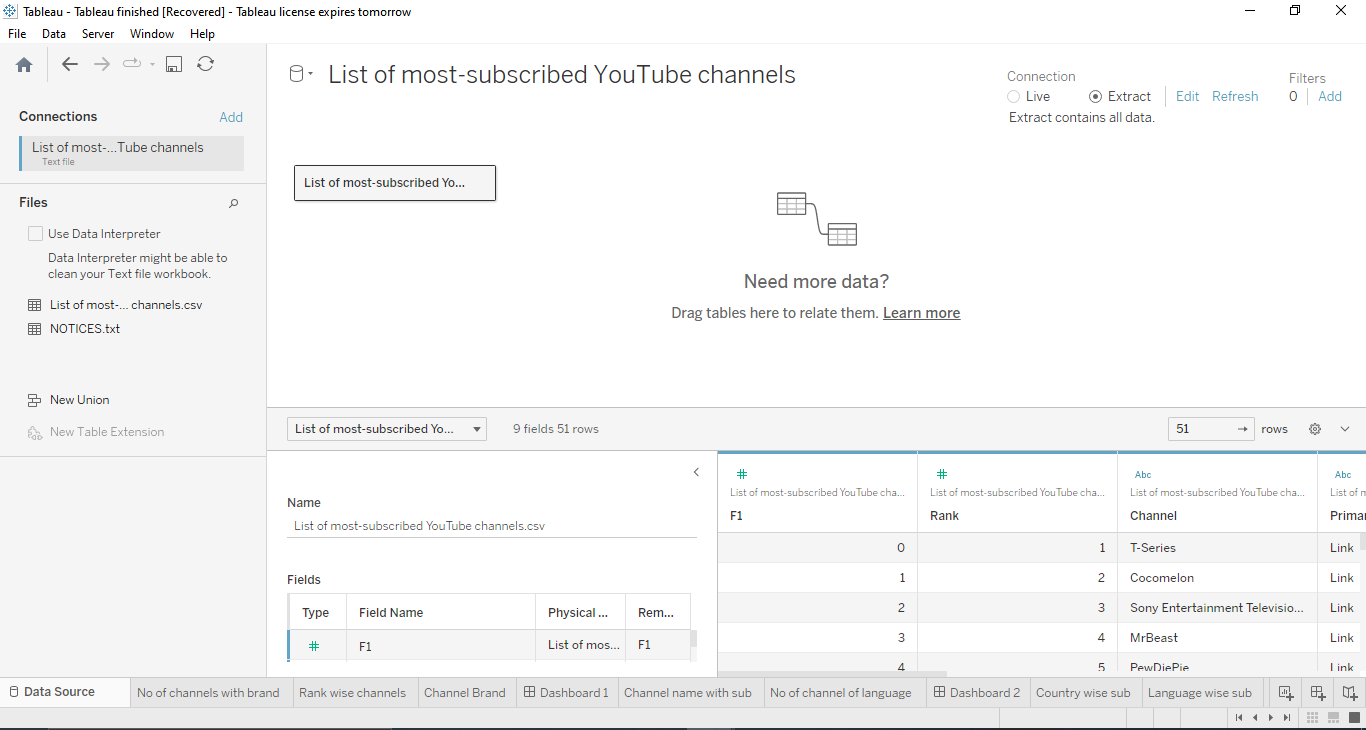 Tableau - Tableau finished [Recovered] - Tableau license expires tomorrow
File Data Server Window Help
Connections Add
List of most-...Tube channels
Text file
Files
Use Data Interpreter
Data Interpreter might be able to
clean your Text file workbook.
List of most-... channels.csv
NOTICES.txt
New Union
New Table Extension
List of most-subscribed YouTube channels
Connection
Live Extract Edit Refresh
Extract contains all data.
Filters
0 Add
List of most-subscribed Yo...
Need more data?
Drag tables here to relate them. Learn more
List of most-subscribed Yo... 9 fields 51 rows 51 rows
Name
List of most-subscribed YouTube channels.csv
Fields
Type Field Name Physical ... Rem...
# F1 List of mos... F1
# # Abc Abc
List of most-subscribed YouTube cha... List of most-subscribed YouTube cha... List of most-subscribed YouTube cha... List of m
F1 Rank Channel Primar
0 1 T-Series Link
1 2 Cocomelon Link
2 3 Sony Entertainment Televisio... Link
3 4 MrBeast Link
4 5 PewDiePie Link
Data Source No of channels with brand Rank wise channels Channel Brand Dashboard 1 Channel name with sub No of channel of language Dashboard 2 Country wise sub Language wise sub